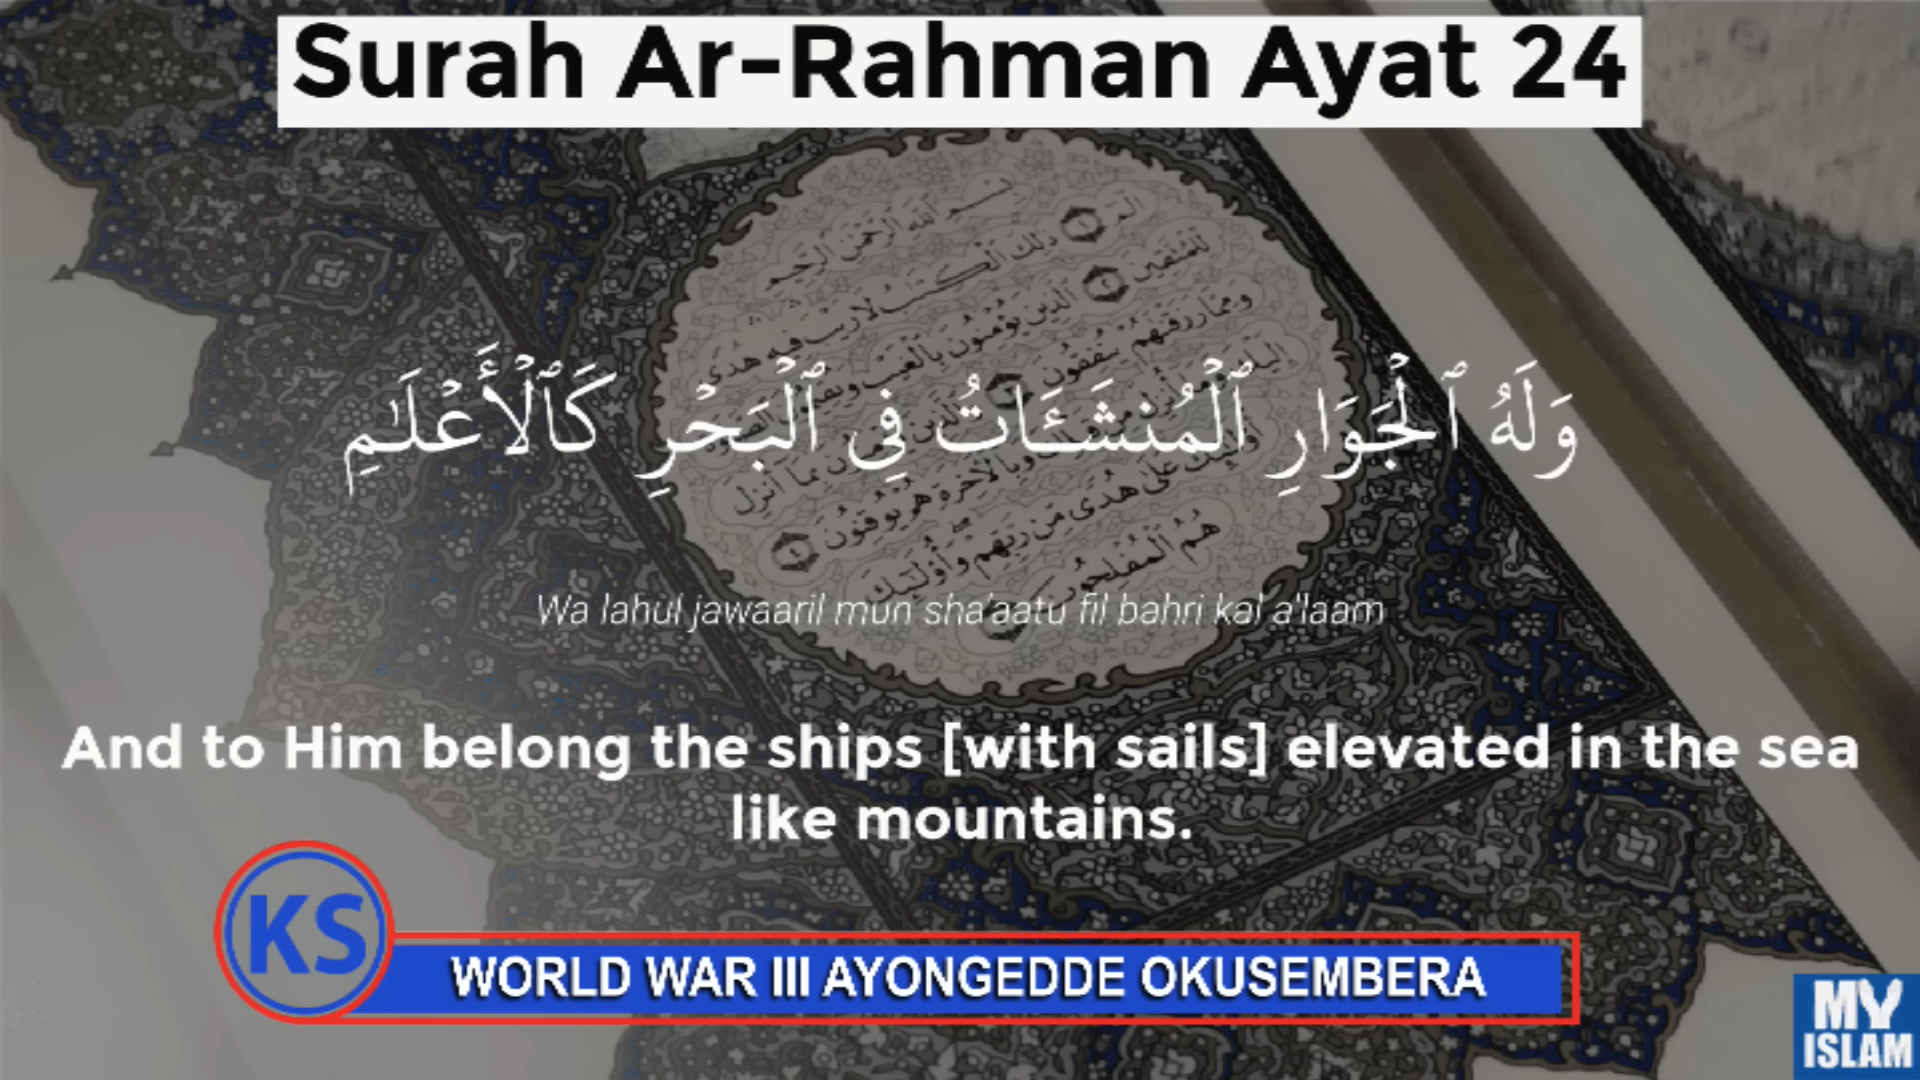 Surah Ar-Rahman Ayat 24
وَلَهُ ٱلْجَوَارِ ٱلْمُنشَـَٔاتُ فِى ٱلْبَحْرِ كَٱلْأَعْلَـٰمِ
Wa lahul jawaaril mun sha'aatu fil bahri kal a'laam
And to Him belong the ships [with sails] elevated in the sea
like mountains.
KS
WORLD WAR III AYONGEDDE OKUSEMBERA
MY
ISLAM